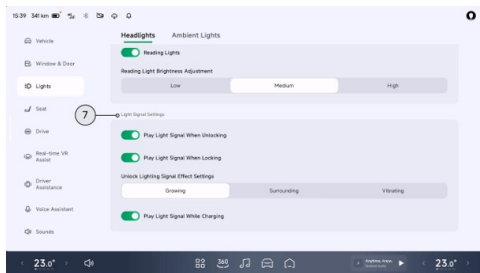 15:39 341 km
Headlights Ambient Lights
Vehicle
Window & Door
Lights
Seat
Drive
Real-time VR
Assist
Driver
Assistance
Voice Assistant
Sounds
Reading Lights
Reading Light Brightness Adjustment
Low Medium High
7
Light Signal Settings
Play Light Signal When Unlocking
Play Light Signal When Locking
Unlock Lighting Signal Effect Settings
Growing Surrounding Vibrating
Play Light Signal While Charging
23.0° 360 23.0°